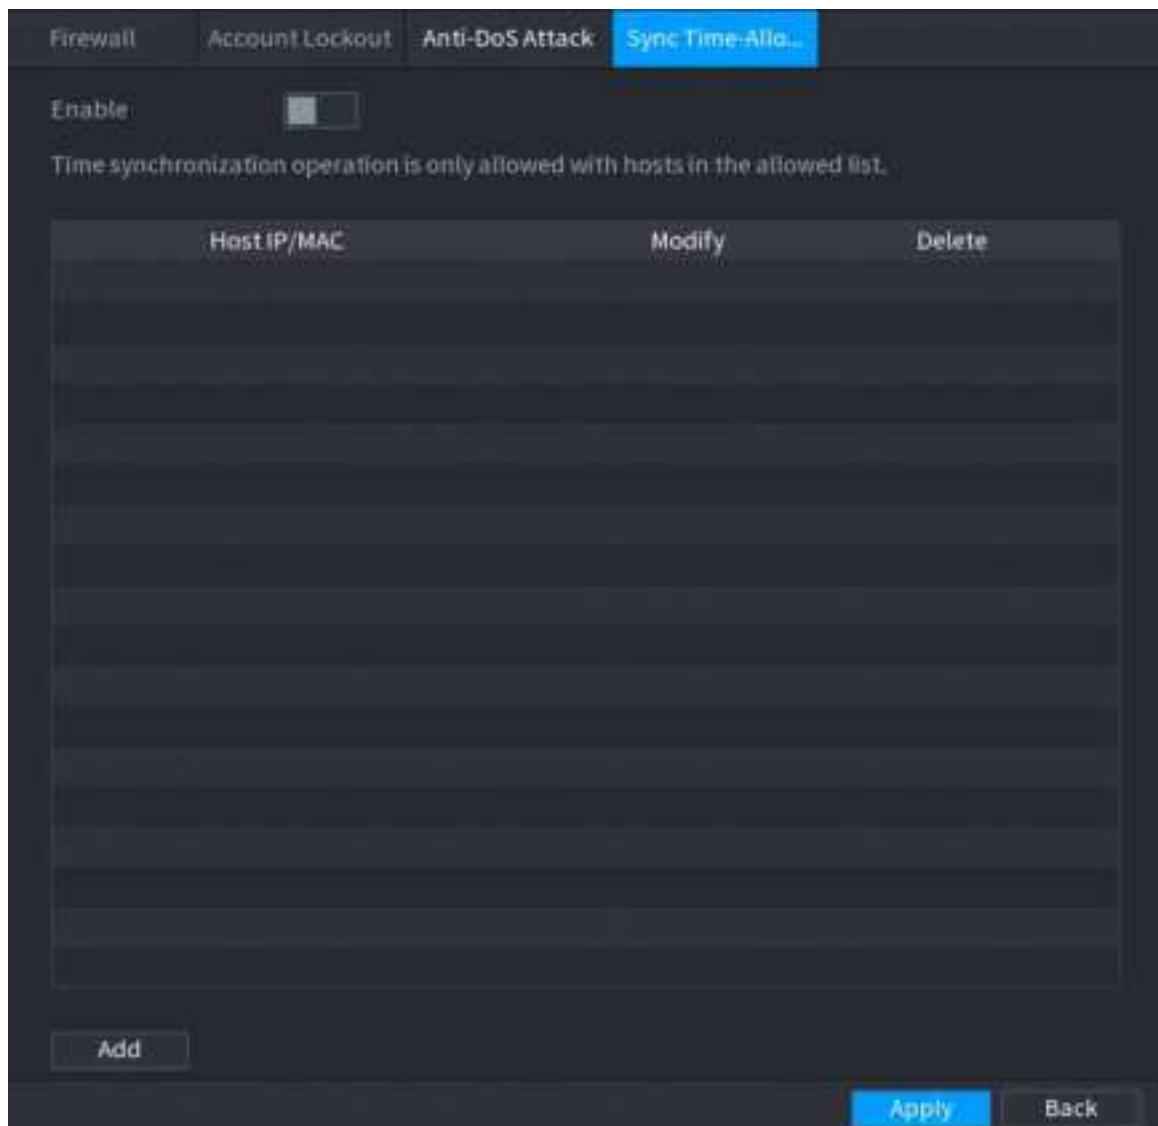 Firewall Account Lockout Anti-DoS Attack Sync Time-Allo...
Enable
Time synchronization operation is only allowed with hosts in the allowed list.
Host IP/MAC Modify Delete
Add
Apply Back